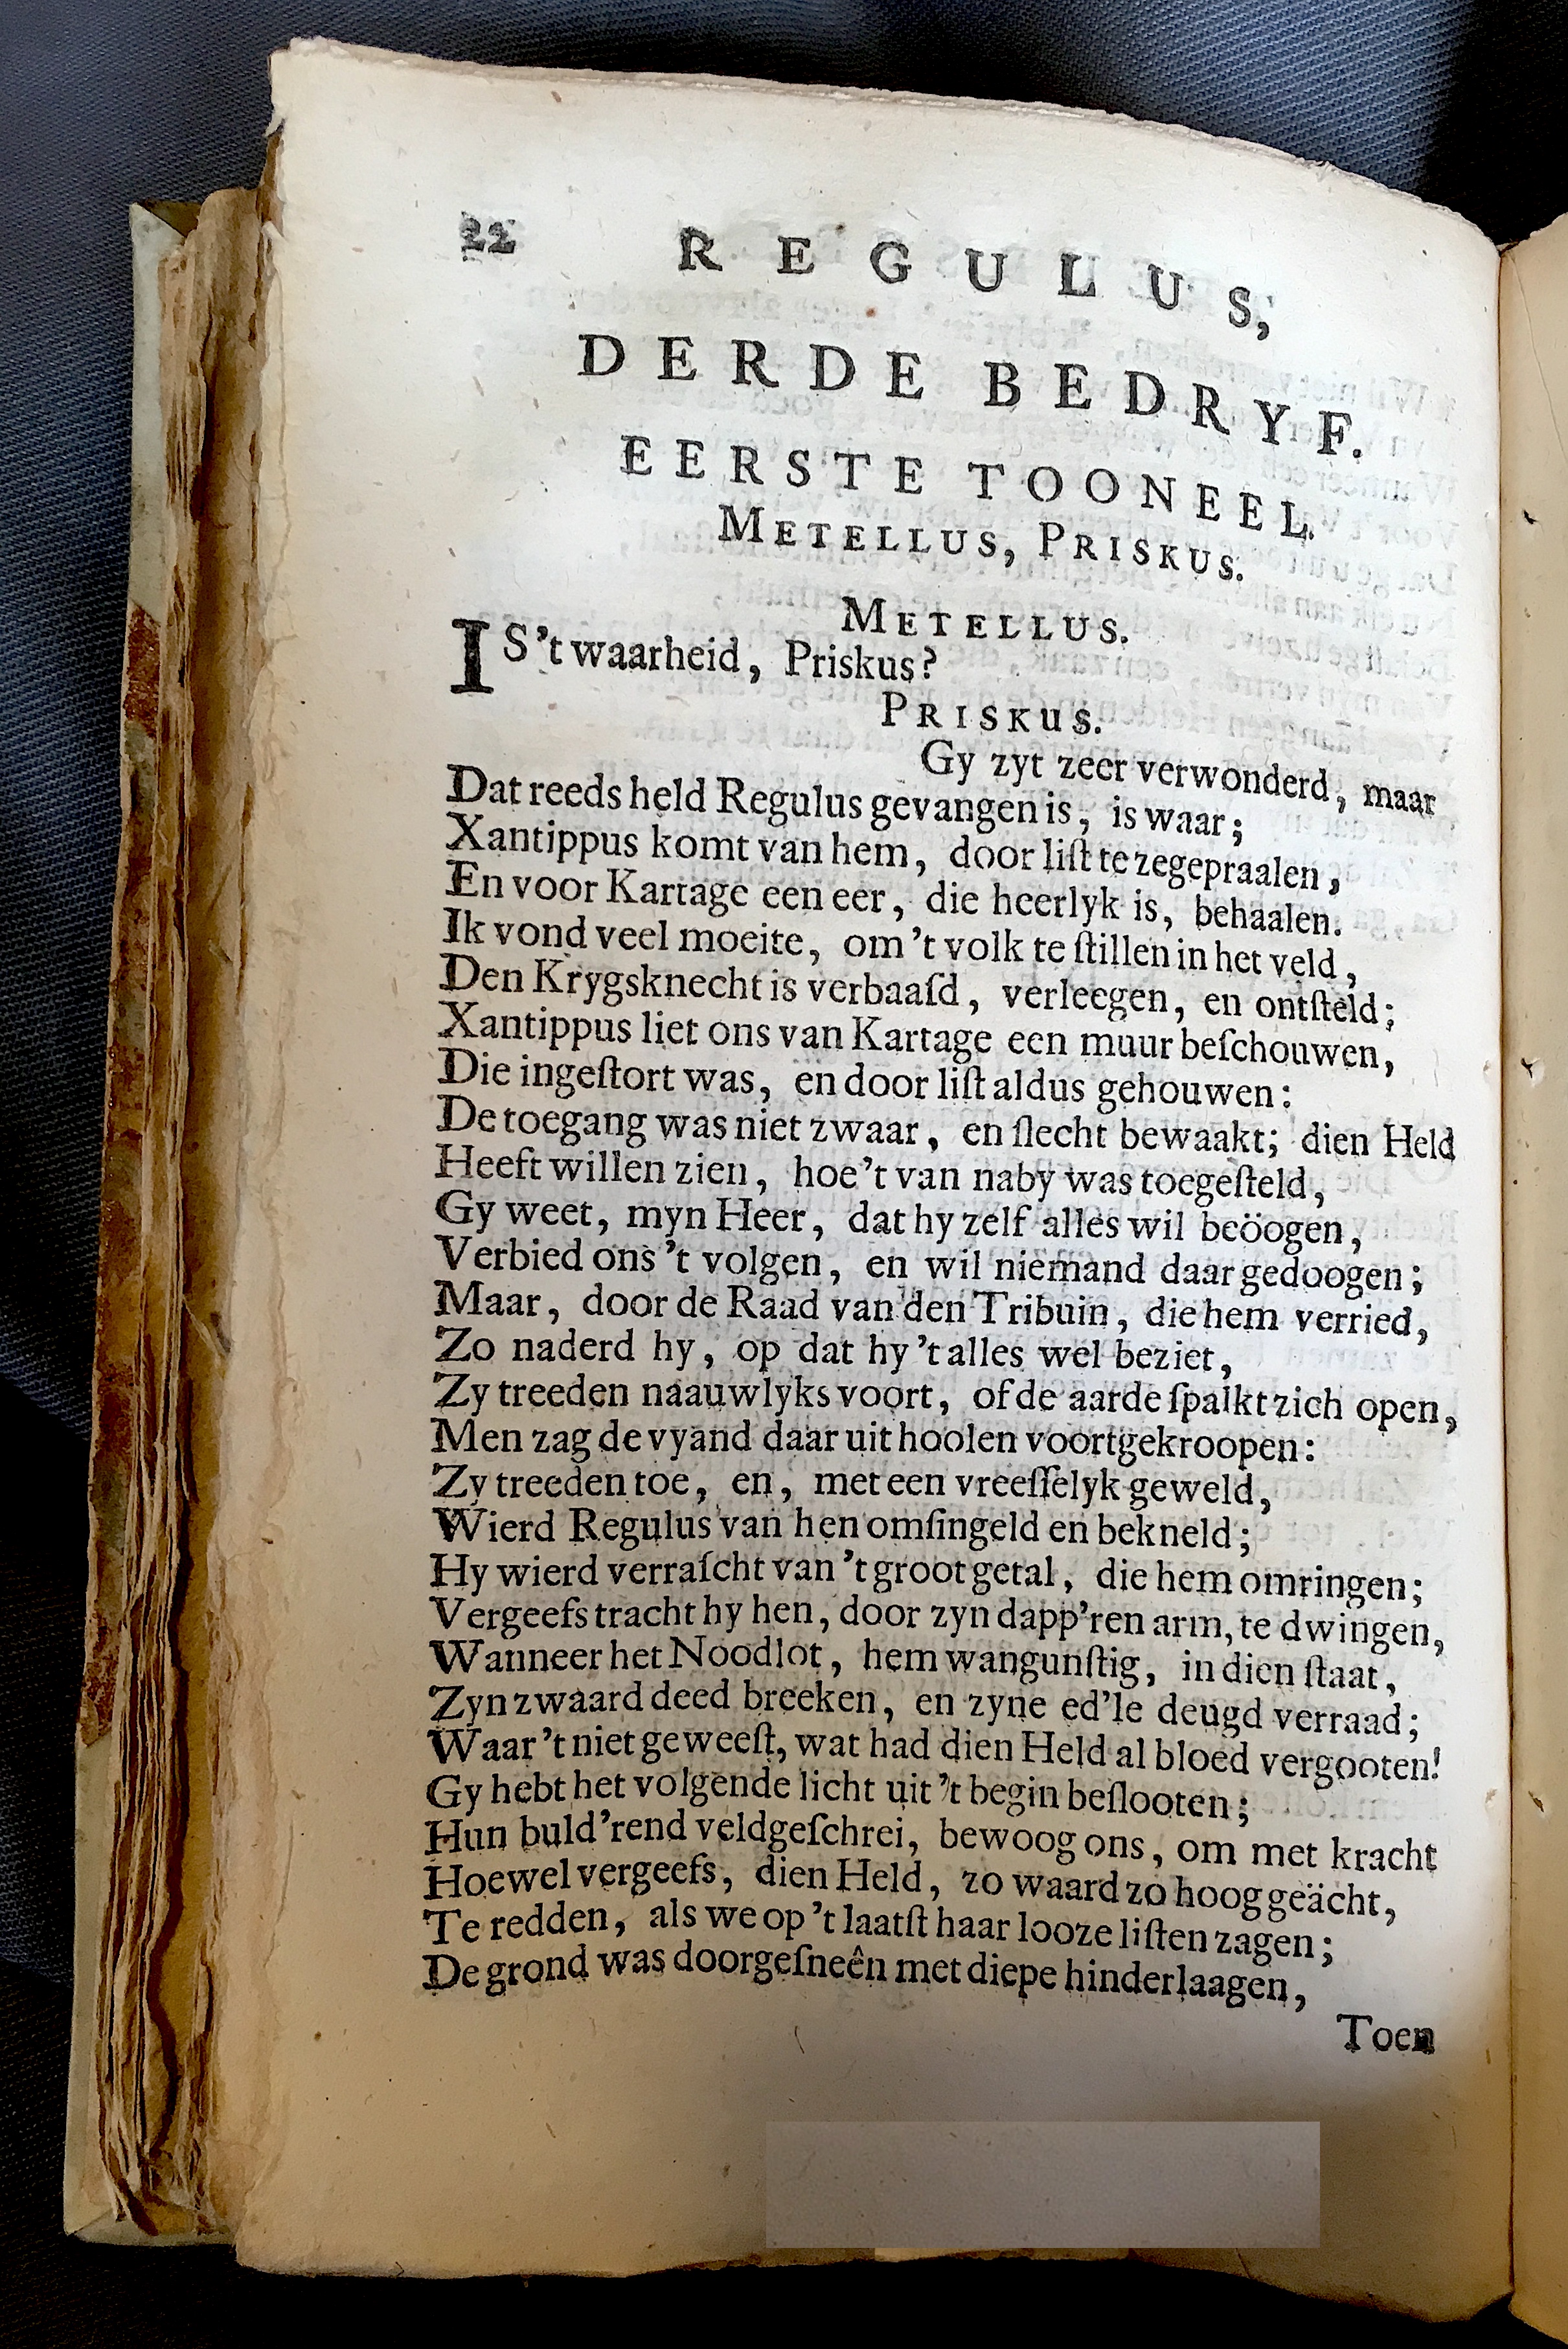 22 REGULUS,
DERDE BEDRYF.
EERSTE TOONEEL.
METELLUS, PRISKUS.
METELLUS.
IS't waarheid, Priskus?
PRISKUS.
Gy zyt zeer verwonderd, maar
Dat reeds held Regulus gevangen is, is waar;
Xantippus komt van hem, door liſt te zegepraalen,
En voor Kartage een eer, die heerlyk is, behaalen.
Ik vond veel moeite, om 't volk te ſtillen in het veld,
Den Krygsknecht is verbaaſd, verleegen, en ontſteld;
Xantippus liet ons van Kartage een muur beſchouwen,
Die ingeſtort was, en door liſt aldus gehouwen:
De toegang was niet zwaar, en ſlecht bewaakt; dien Held
Heeft willen zien, hoe 't van naby was toegeſteld,
Gy weet, myn Heer, dat hy zelf alles wil beöogen,
Verbied ons 't volgen, en wil niemand daar gedoogen;
Maar, door de Raad van den Tribuin, die hem verried,
Zo naderd hy, op dat hy 't alles wel beziet,
Zy treeden naauwlyks voort, of de aarde ſpalkt zich open,
Men zag de vyand daar uit hoolen voortgekroopen:
Zy treeden toe, en, met een vreeſſelyk geweld,
Wierd Regulus van hen omſingeld en bekneld;
Hy wierd verraſcht van 't groot getal, die hem omringen;
Vergeefs tracht hy hen, door zyn dapp'ren arm, te dwingen,
Wanneer het Noodlot, hem wangunſtig, in dien ſtaat,
Zyn zwaard deed breeken, en zyne ed'le deugd verraad;
Waar 't niet geweeſt, wat had dien Held al bloed vergooten!
Gy hebt het volgende licht uit 't begin beſlooten;
Hun buld'rend veldgeſchrei, bewoog ons, om met kracht
Hoewel vergeefs, dien Held, zo waard zo hoog geächt,
Te redden, als we op 't laatſt haar looze liſten zagen;
De grond was doorgeſneên met diepe hinderlaagen,
Toen